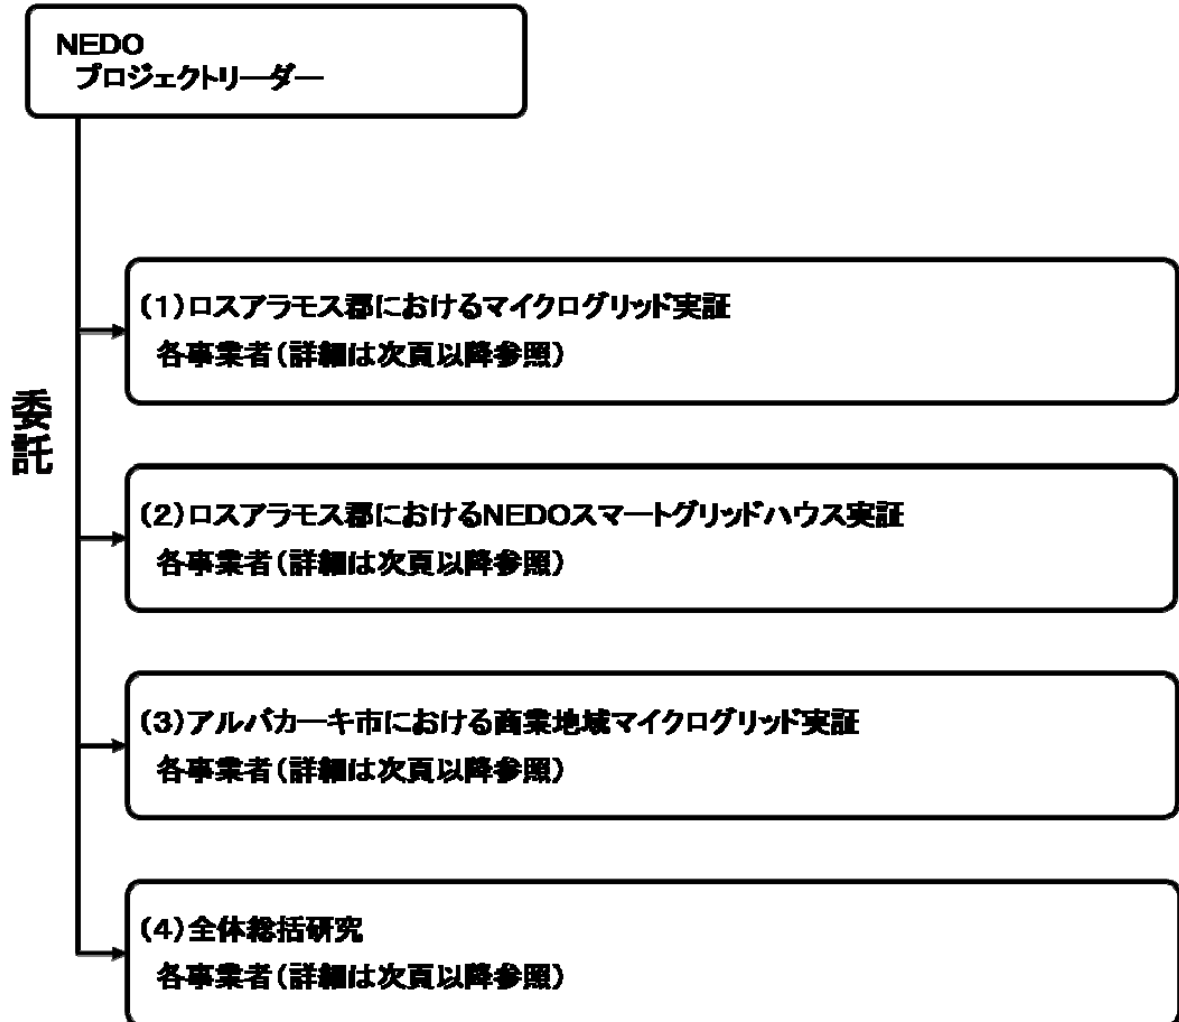 NEDO
プロジェクトリーダー
委託
(1)ロスアラモス郡におけるマイクログリッド実証
各事業者(詳細は次頁以降参照)
(2)ロスアラモス郡におけるNEDOスマートグリッドハウス実証
各事業者(詳細は次頁以降参照)
(3)アルバカーキ市における商業地域マイクログリッド実証
各事業者(詳細は次頁以降参照)
(4)全体総括研究
各事業者(詳細は次頁以降参照)